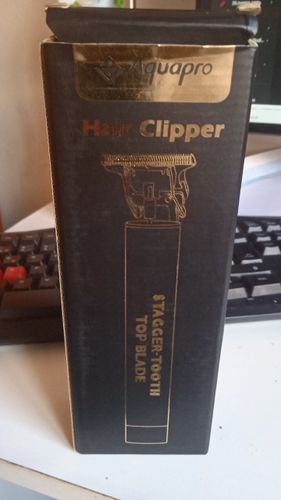 Aquapro
Hair Clipper
STAGGER-TOOTH
TOP BLADE